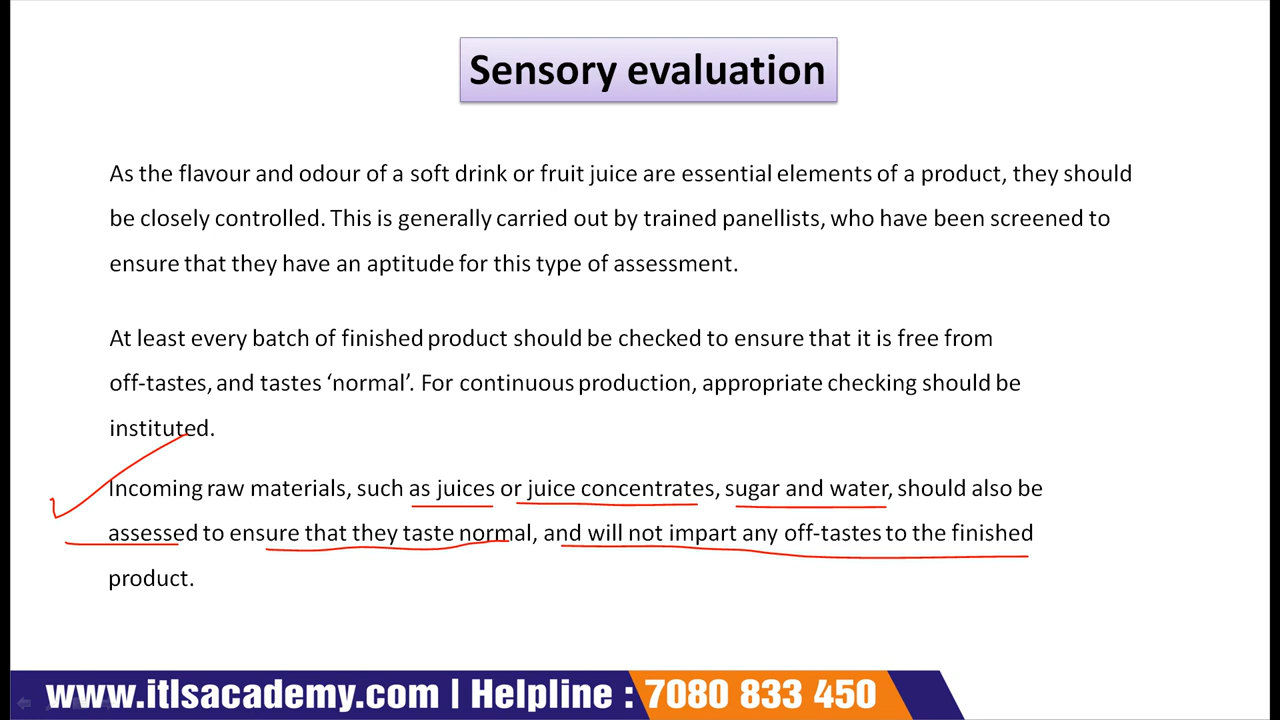 Sensory evaluation
As the flavour and odour of a soft drink or fruit juice are essential elements of a product, they should
be closely controlled. This is generally carried out by trained panellists, who have been screened to
ensure that they have an aptitude for this type of assessment.
At least every batch of finished product should be checked to ensure that it is free from
off-tastes, and tastes ‘normal’. For continuous production, appropriate checking should be
instituted.
Incoming raw materials, such as juices or juice concentrates, sugar and water, should also be
assessed to ensure that they taste normal, and will not impart any off-tastes to the finished
product.
www.itlsacademy.com | Helpline : 7080 833 450